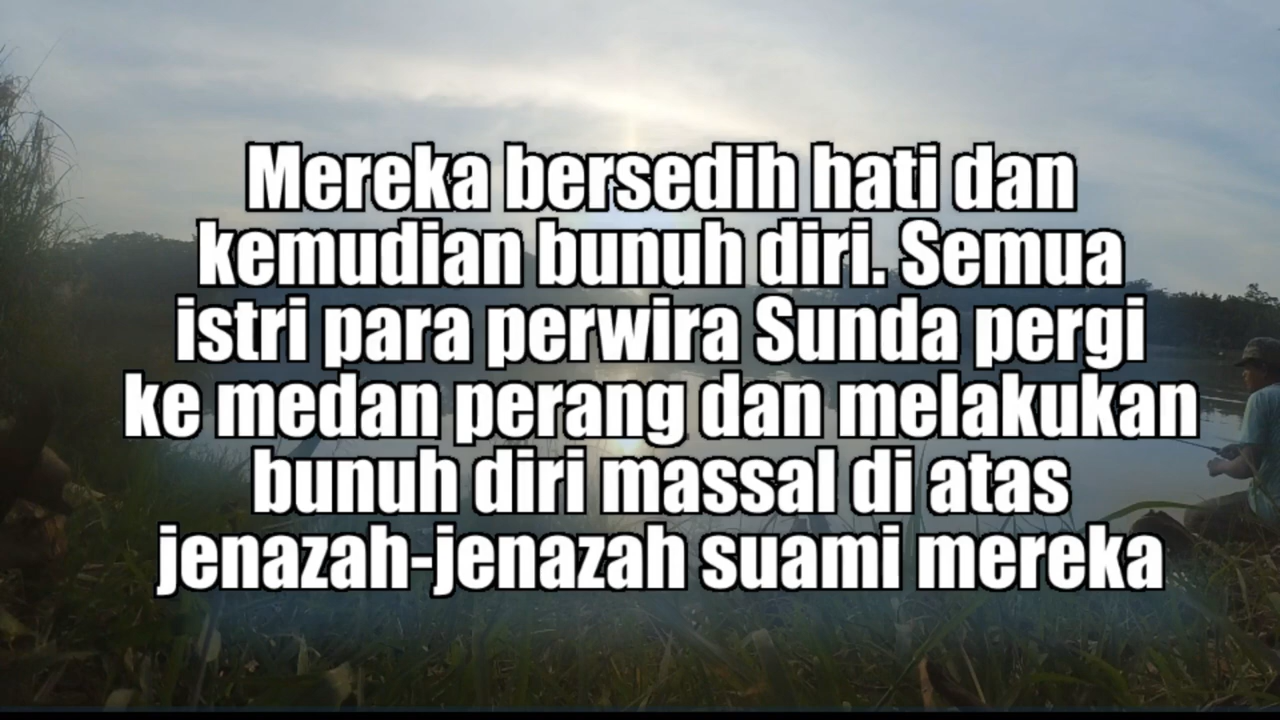 Mereka bersedih hati dan
kemudian bunuh diri. Semua
istri para perwira Sunda pergi
ke medan perang dan melakukan
bunuh diri massal di atas
jenazah-jenazah suami mereka